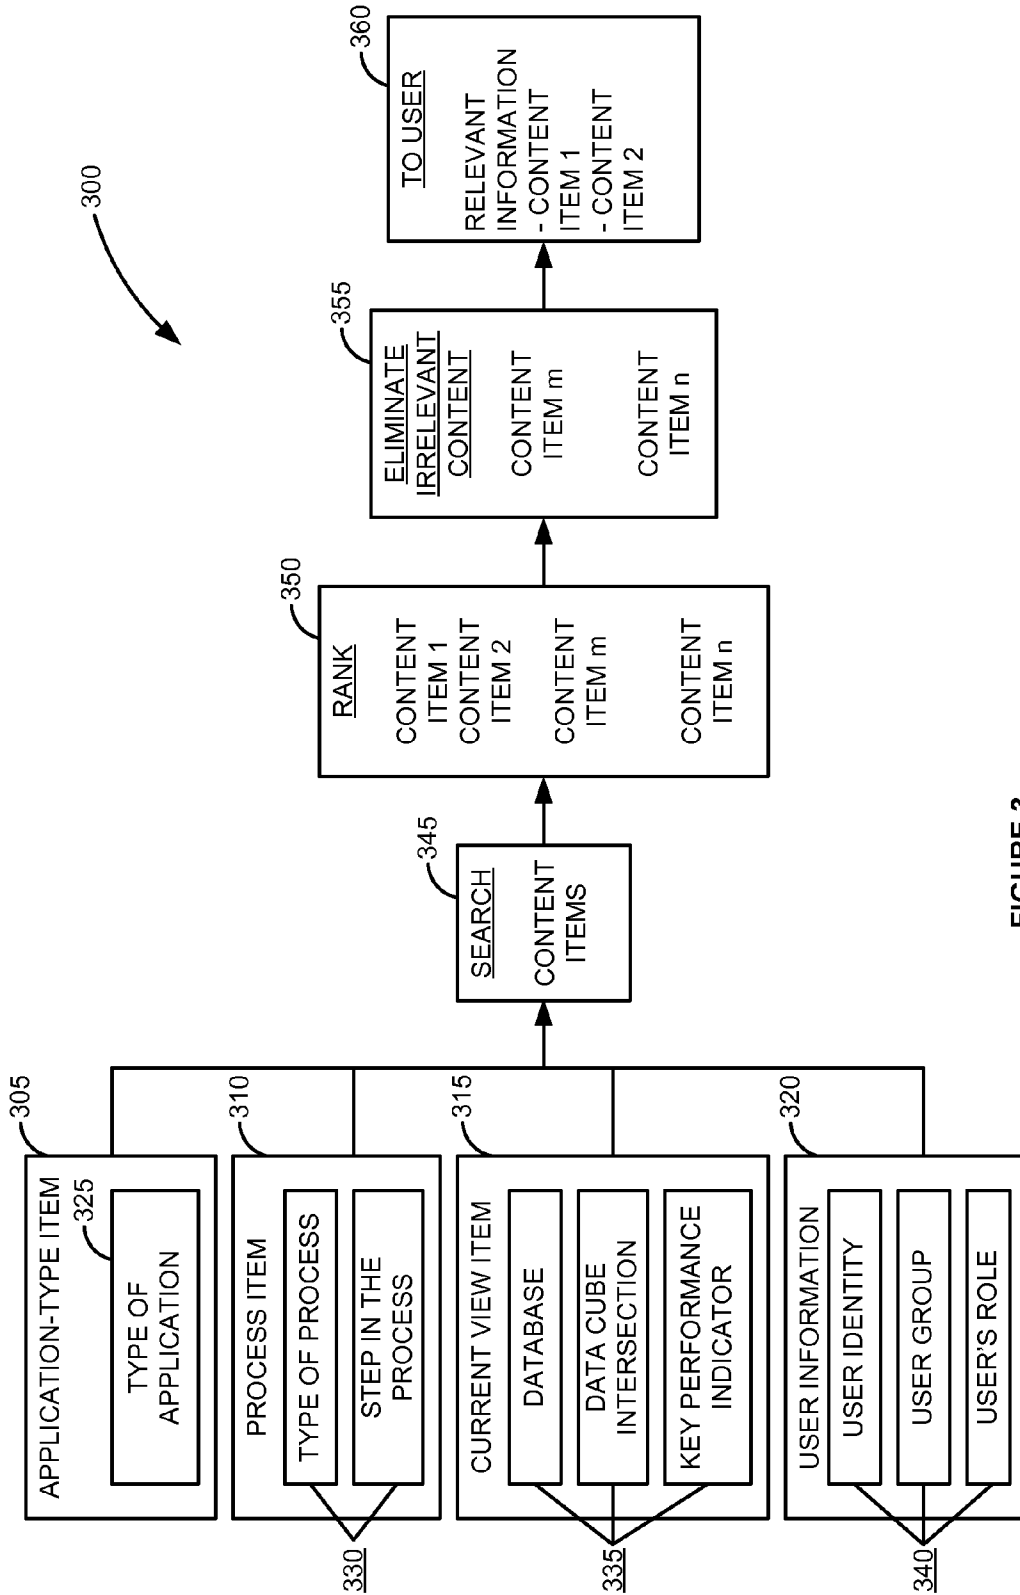 300
305
APPLICATION-TYPE ITEM
325
TYPE OF
APPLICATION
310
PROCESS ITEM
TYPE OF PROCESS
STEP IN THE
PROCESS
330
315
CURRENT VIEW ITEM
DATABASE
DATA CUBE
INTERSECTION
KEY PERFORMANCE
INDICATOR
335
320
USER INFORMATION
USER IDENTITY
USER GROUP
USER'S ROLE
340
345
SEARCH
CONTENT
ITEMS
350
RANK
CONTENT
ITEM 1
CONTENT
ITEM 2
CONTENT
ITEM m
CONTENT
ITEM n
355
ELIMINATE
IRRELEVANT
CONTENT
CONTENT
ITEM m
CONTENT
ITEM n
360
TO USER
RELEVANT
INFORMATION
- CONTENT
ITEM 1
- CONTENT
ITEM 2
FIGURE 3